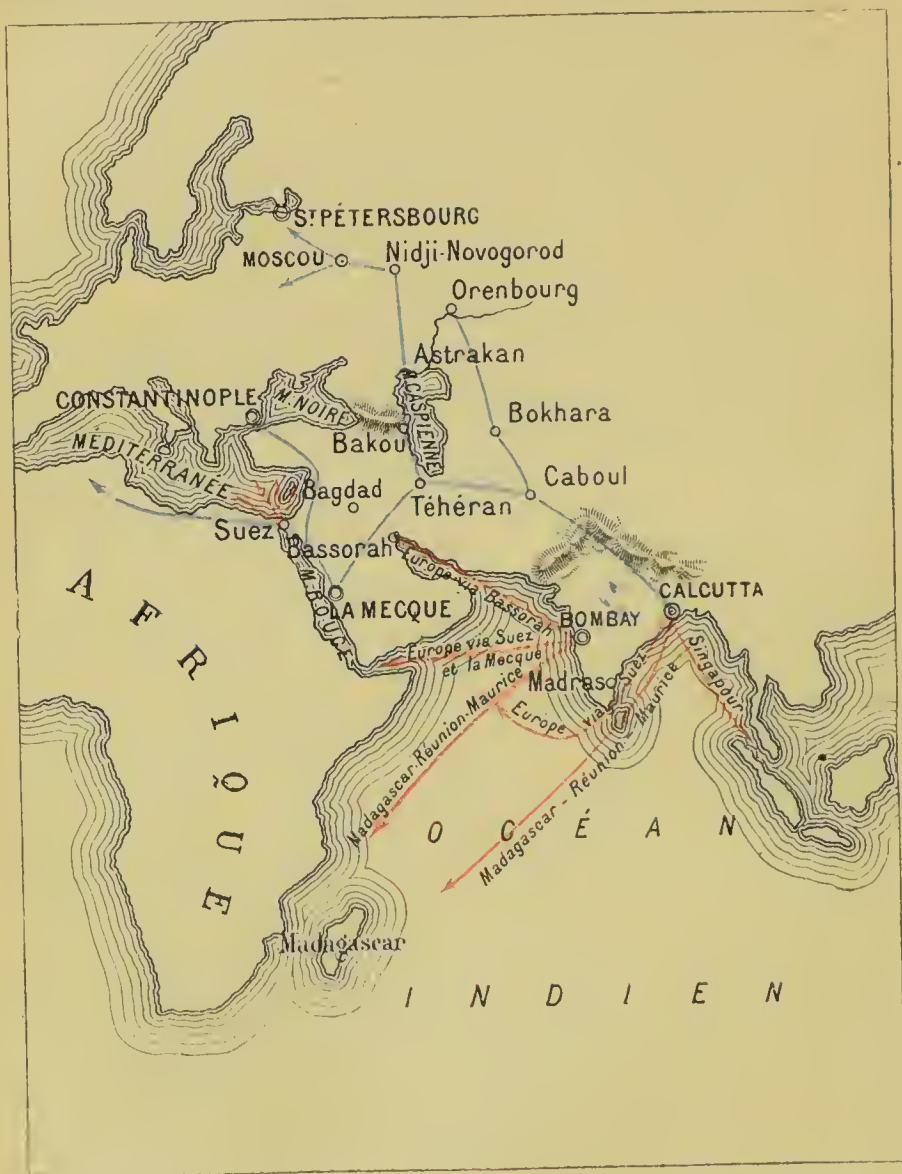 ST PÉTERSBOURG
MOSCOU
Nidji-Novogorod
Orenbourg
Astrakan
CONSTANTINOPLE
M. NOIRE
M. CASPIENNE
Bokhara
Bakou
MÉDITERRANÉE
Bagdad
Téhéran
Caboul
Suez
Bassorah
Europe via Bassorah
M. ROUGE
LA MECQUE
BOMBAY
CALCUTTA
Europe via Suez
et la Mecque
Madras
Singapour
Europe via Suez
Madagascar-Réunion-Maurice
Madagascar-Réunion-Maurice
AFRIQUE
OCÉAN
Madagascar
INDIEN